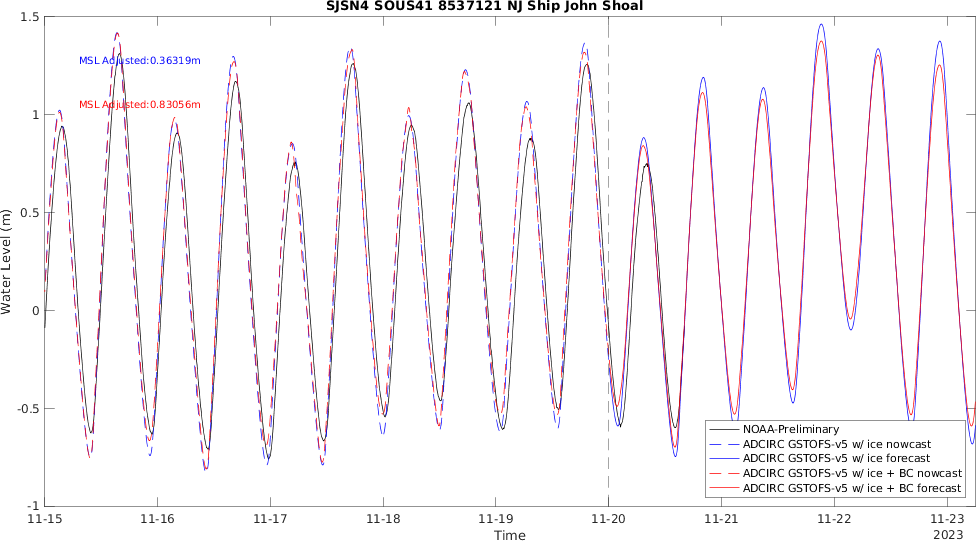 SJSN4 SOUS41 8537121 NJ Ship John Shoal
1.5
1
0.5
0
-0.5
-1
Water Level (m)
MSL Adjusted:0.36319m
MSL Adjusted:0.83056m
NOAA-Preliminary
ADCIRC GSTOFS-v5 w/ ice nowcast
ADCIRC GSTOFS-v5 w/ ice forecast
ADCIRC GSTOFS-v5 w/ ice + BC nowcast
ADCIRC GSTOFS-v5 w/ ice + BC forecast
11-15 11-16 11-17 11-18 11-19 11-20 11-21 11-22 11-23
Time
2023